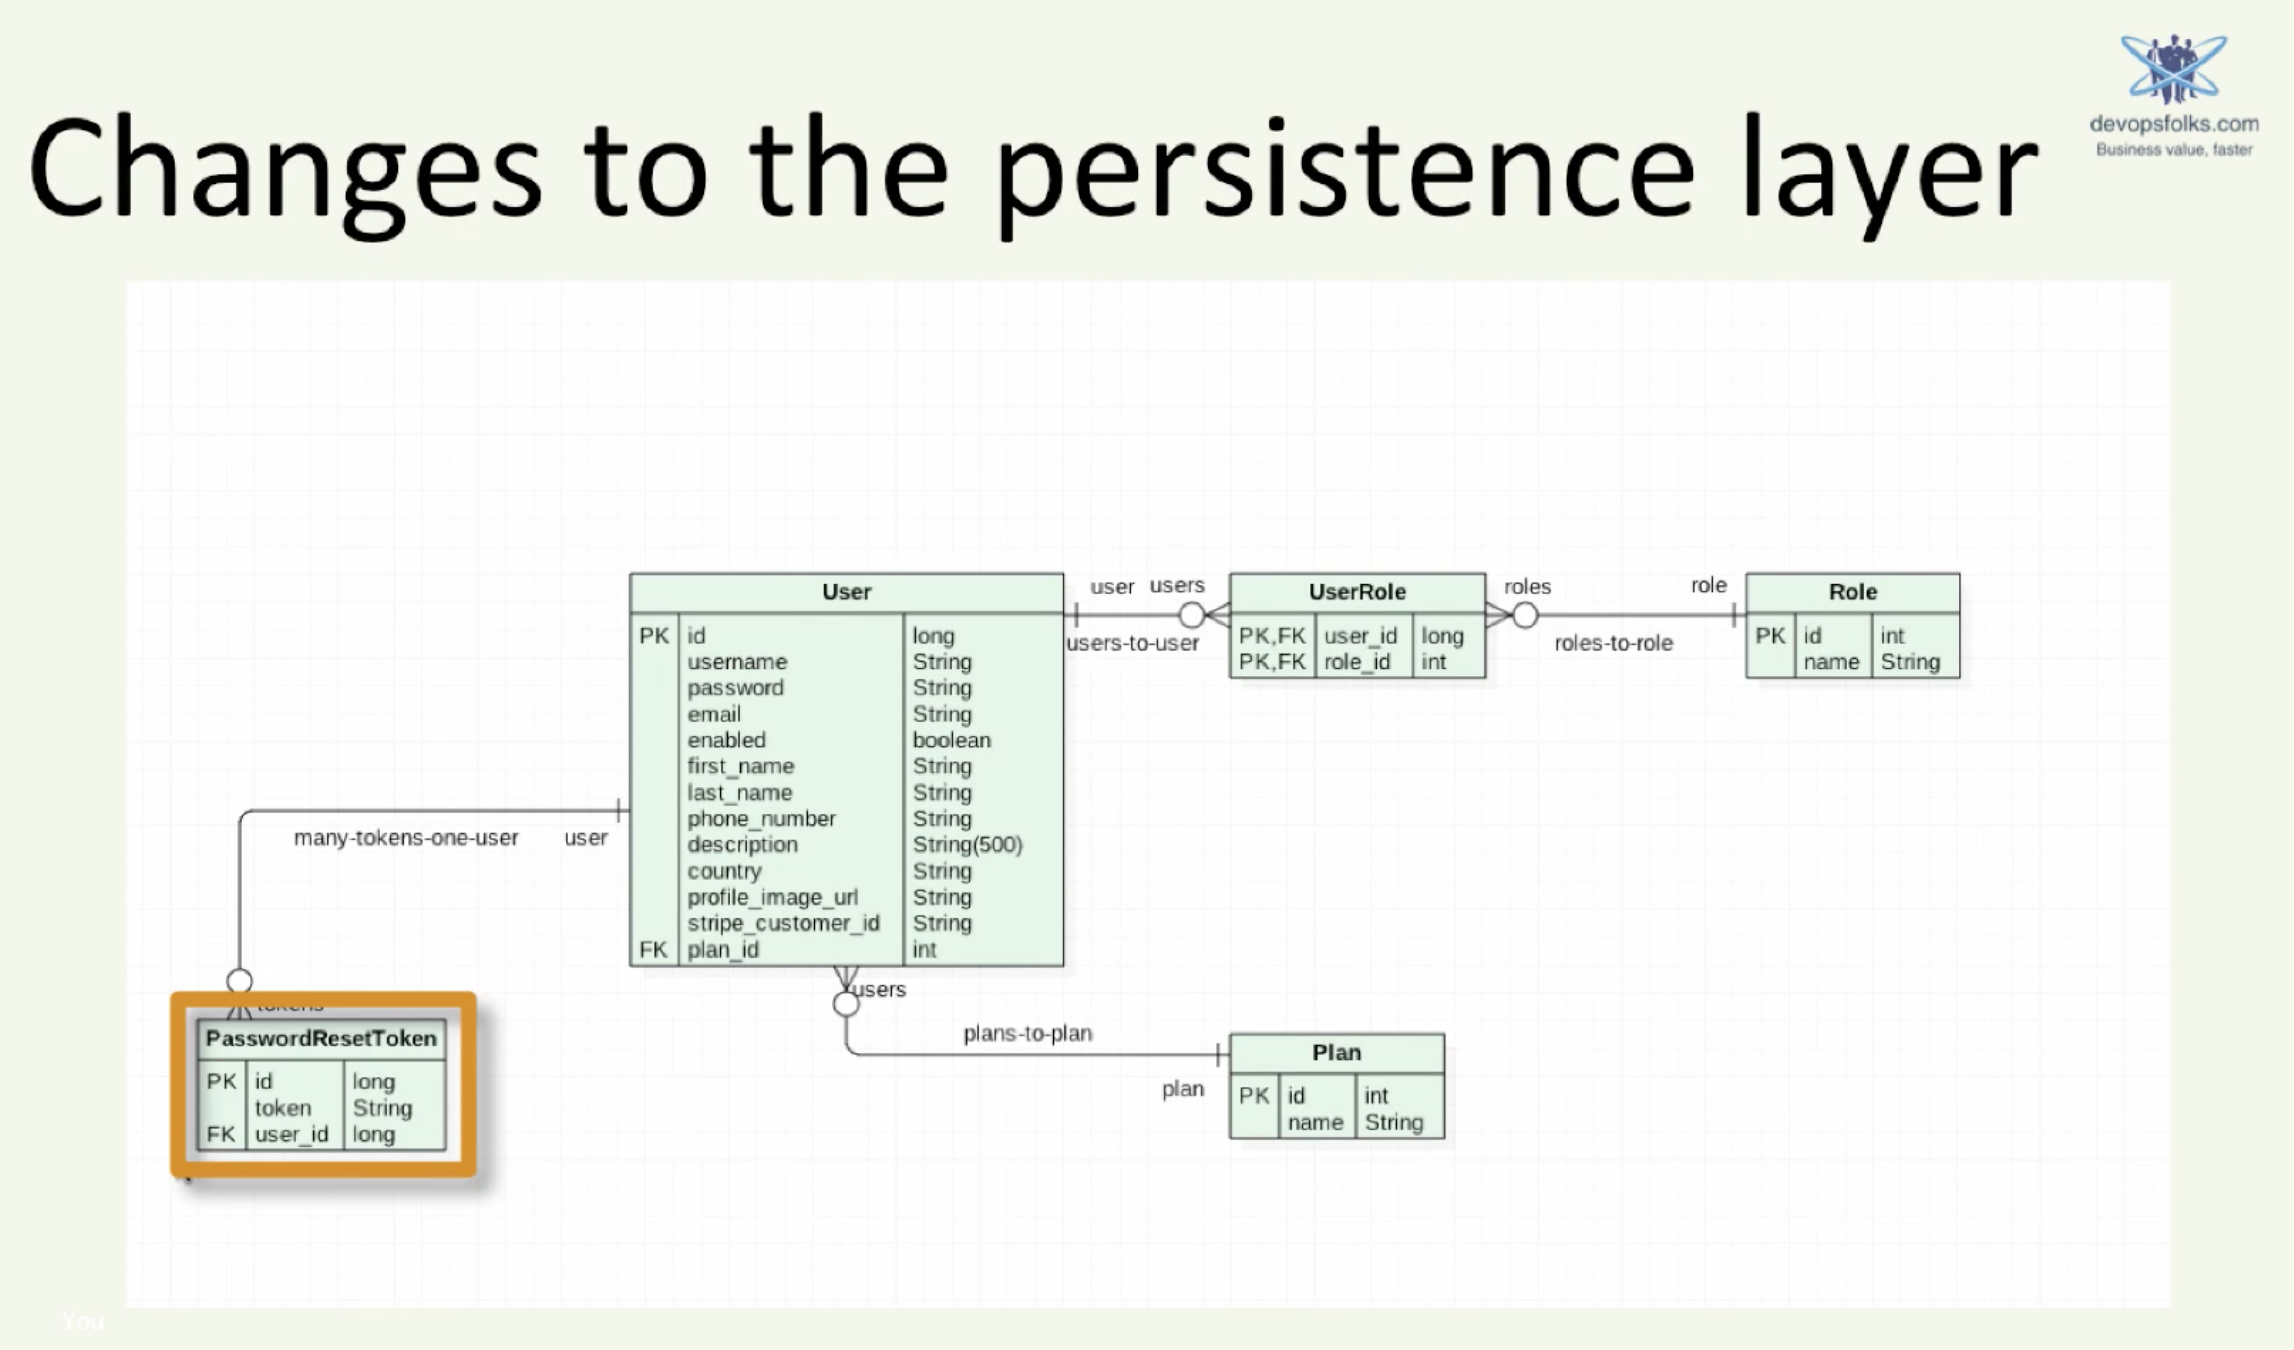 devopsfolks.com
Business value, faster
Changes to the persistence layer
User
PK id long
username String
password String
email String
enabled boolean
first_name String
last_name String
phone_number String
description String(500)
country String
profile_image_url String
stripe_customer_id String
FK plan_id int
user users
users-to-user
UserRole
PK,FK user_id long
PK,FK role_id int
roles role
roles-to-role
Role
PK id int
name String
many-tokens-one-user user
tokens
PasswordResetToken
PK id long
token String
FK user_id long
users
plans-to-plan
plan
Plan
PK id int
name String
You